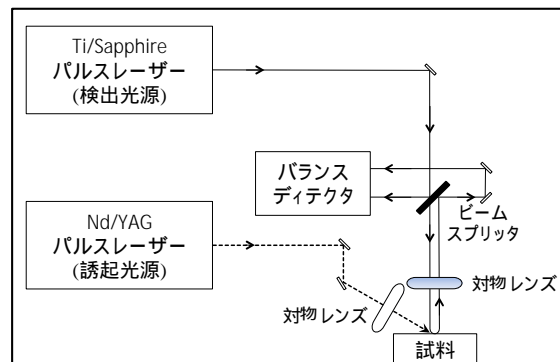 Ti/Sapphire
パルスレーザー
(検出光源)
バランス
ディテクタ
ビーム
スプリッタ
Nd/YAG
パルスレーザー
(誘起光源)
対物レンズ
対物レンズ
試料